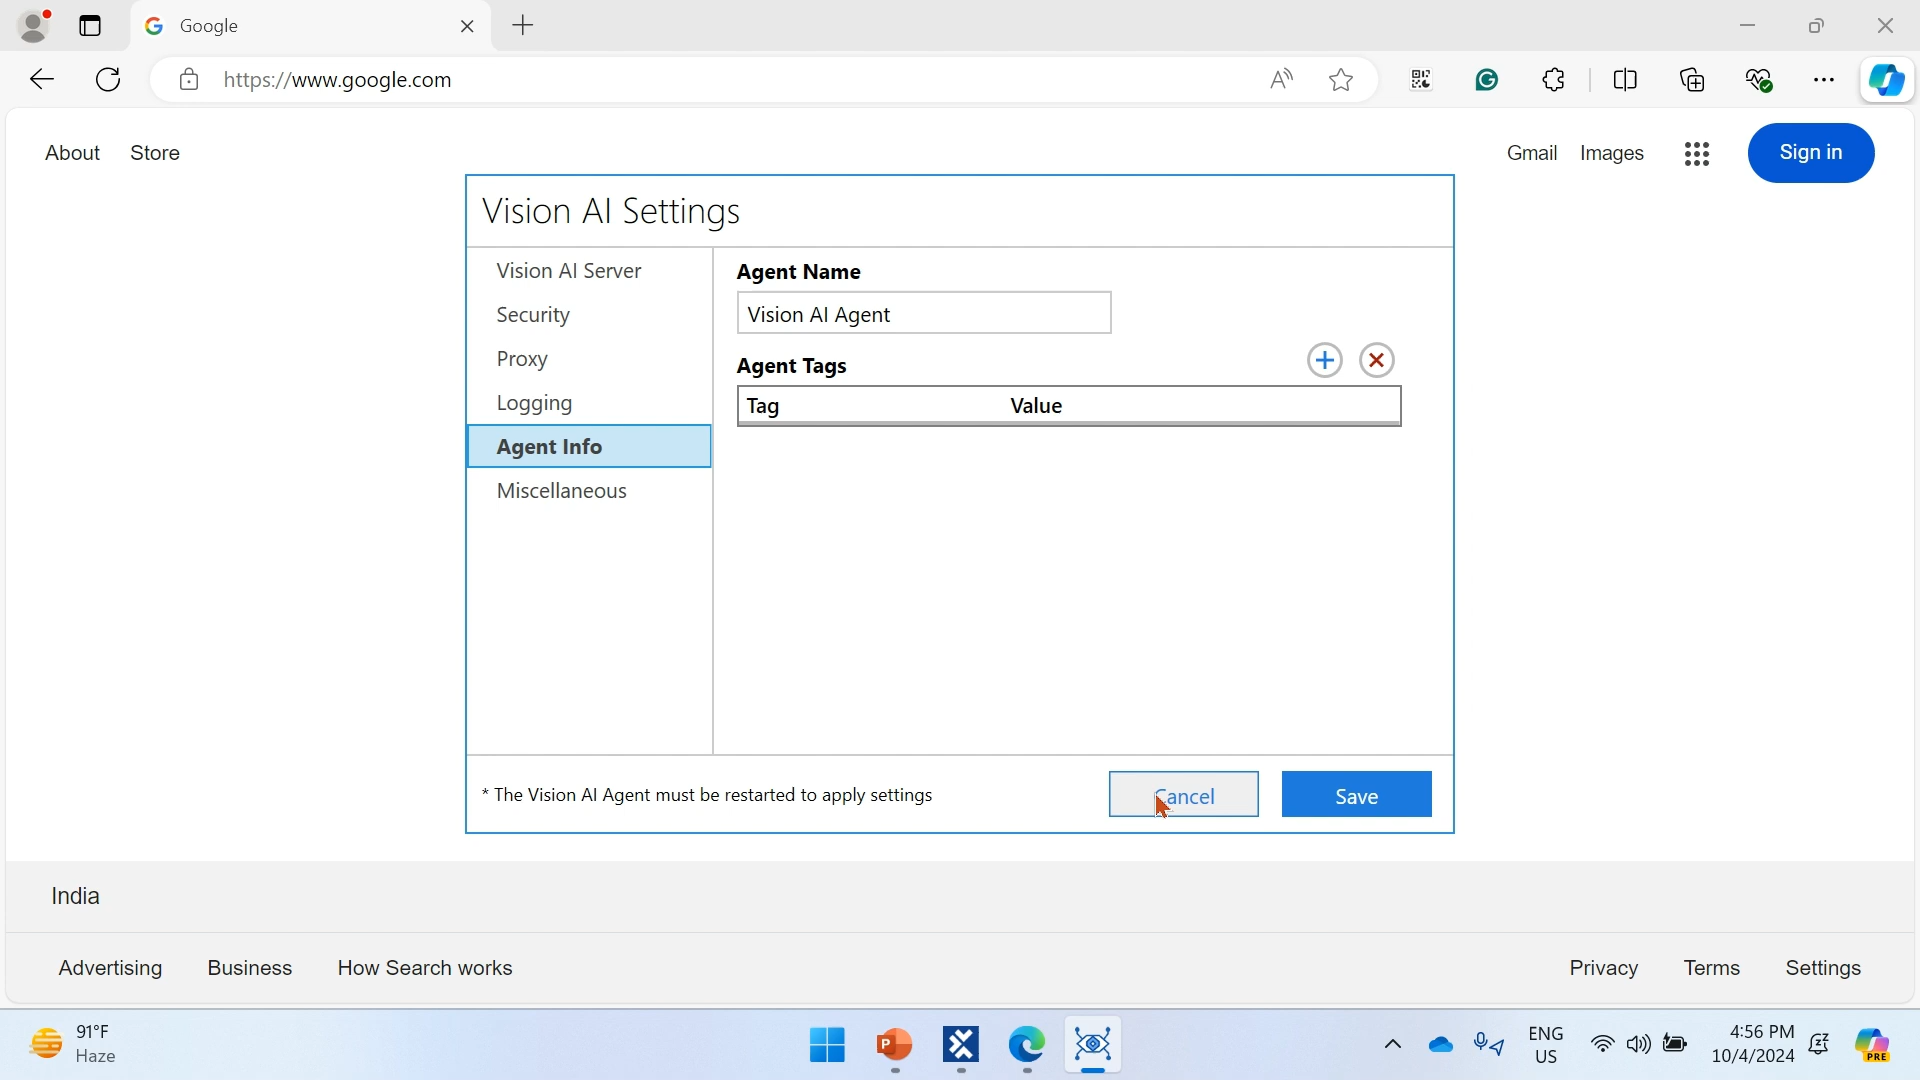 Google
https://www.google.com
About Store
Gmail Images Sign in
Vision AI Settings
Vision AI Server
Security
Proxy
Logging
Agent Info
Miscellaneous
Agent Name
Vision AI Agent
Agent Tags
Tag Value
* The Vision AI Agent must be restarted to apply settings
Cancel Save
India
Advertising Business How Search works
Privacy Terms Settings
91°F
Haze
ENG
US
4:56 PM
10/4/2024
PRE